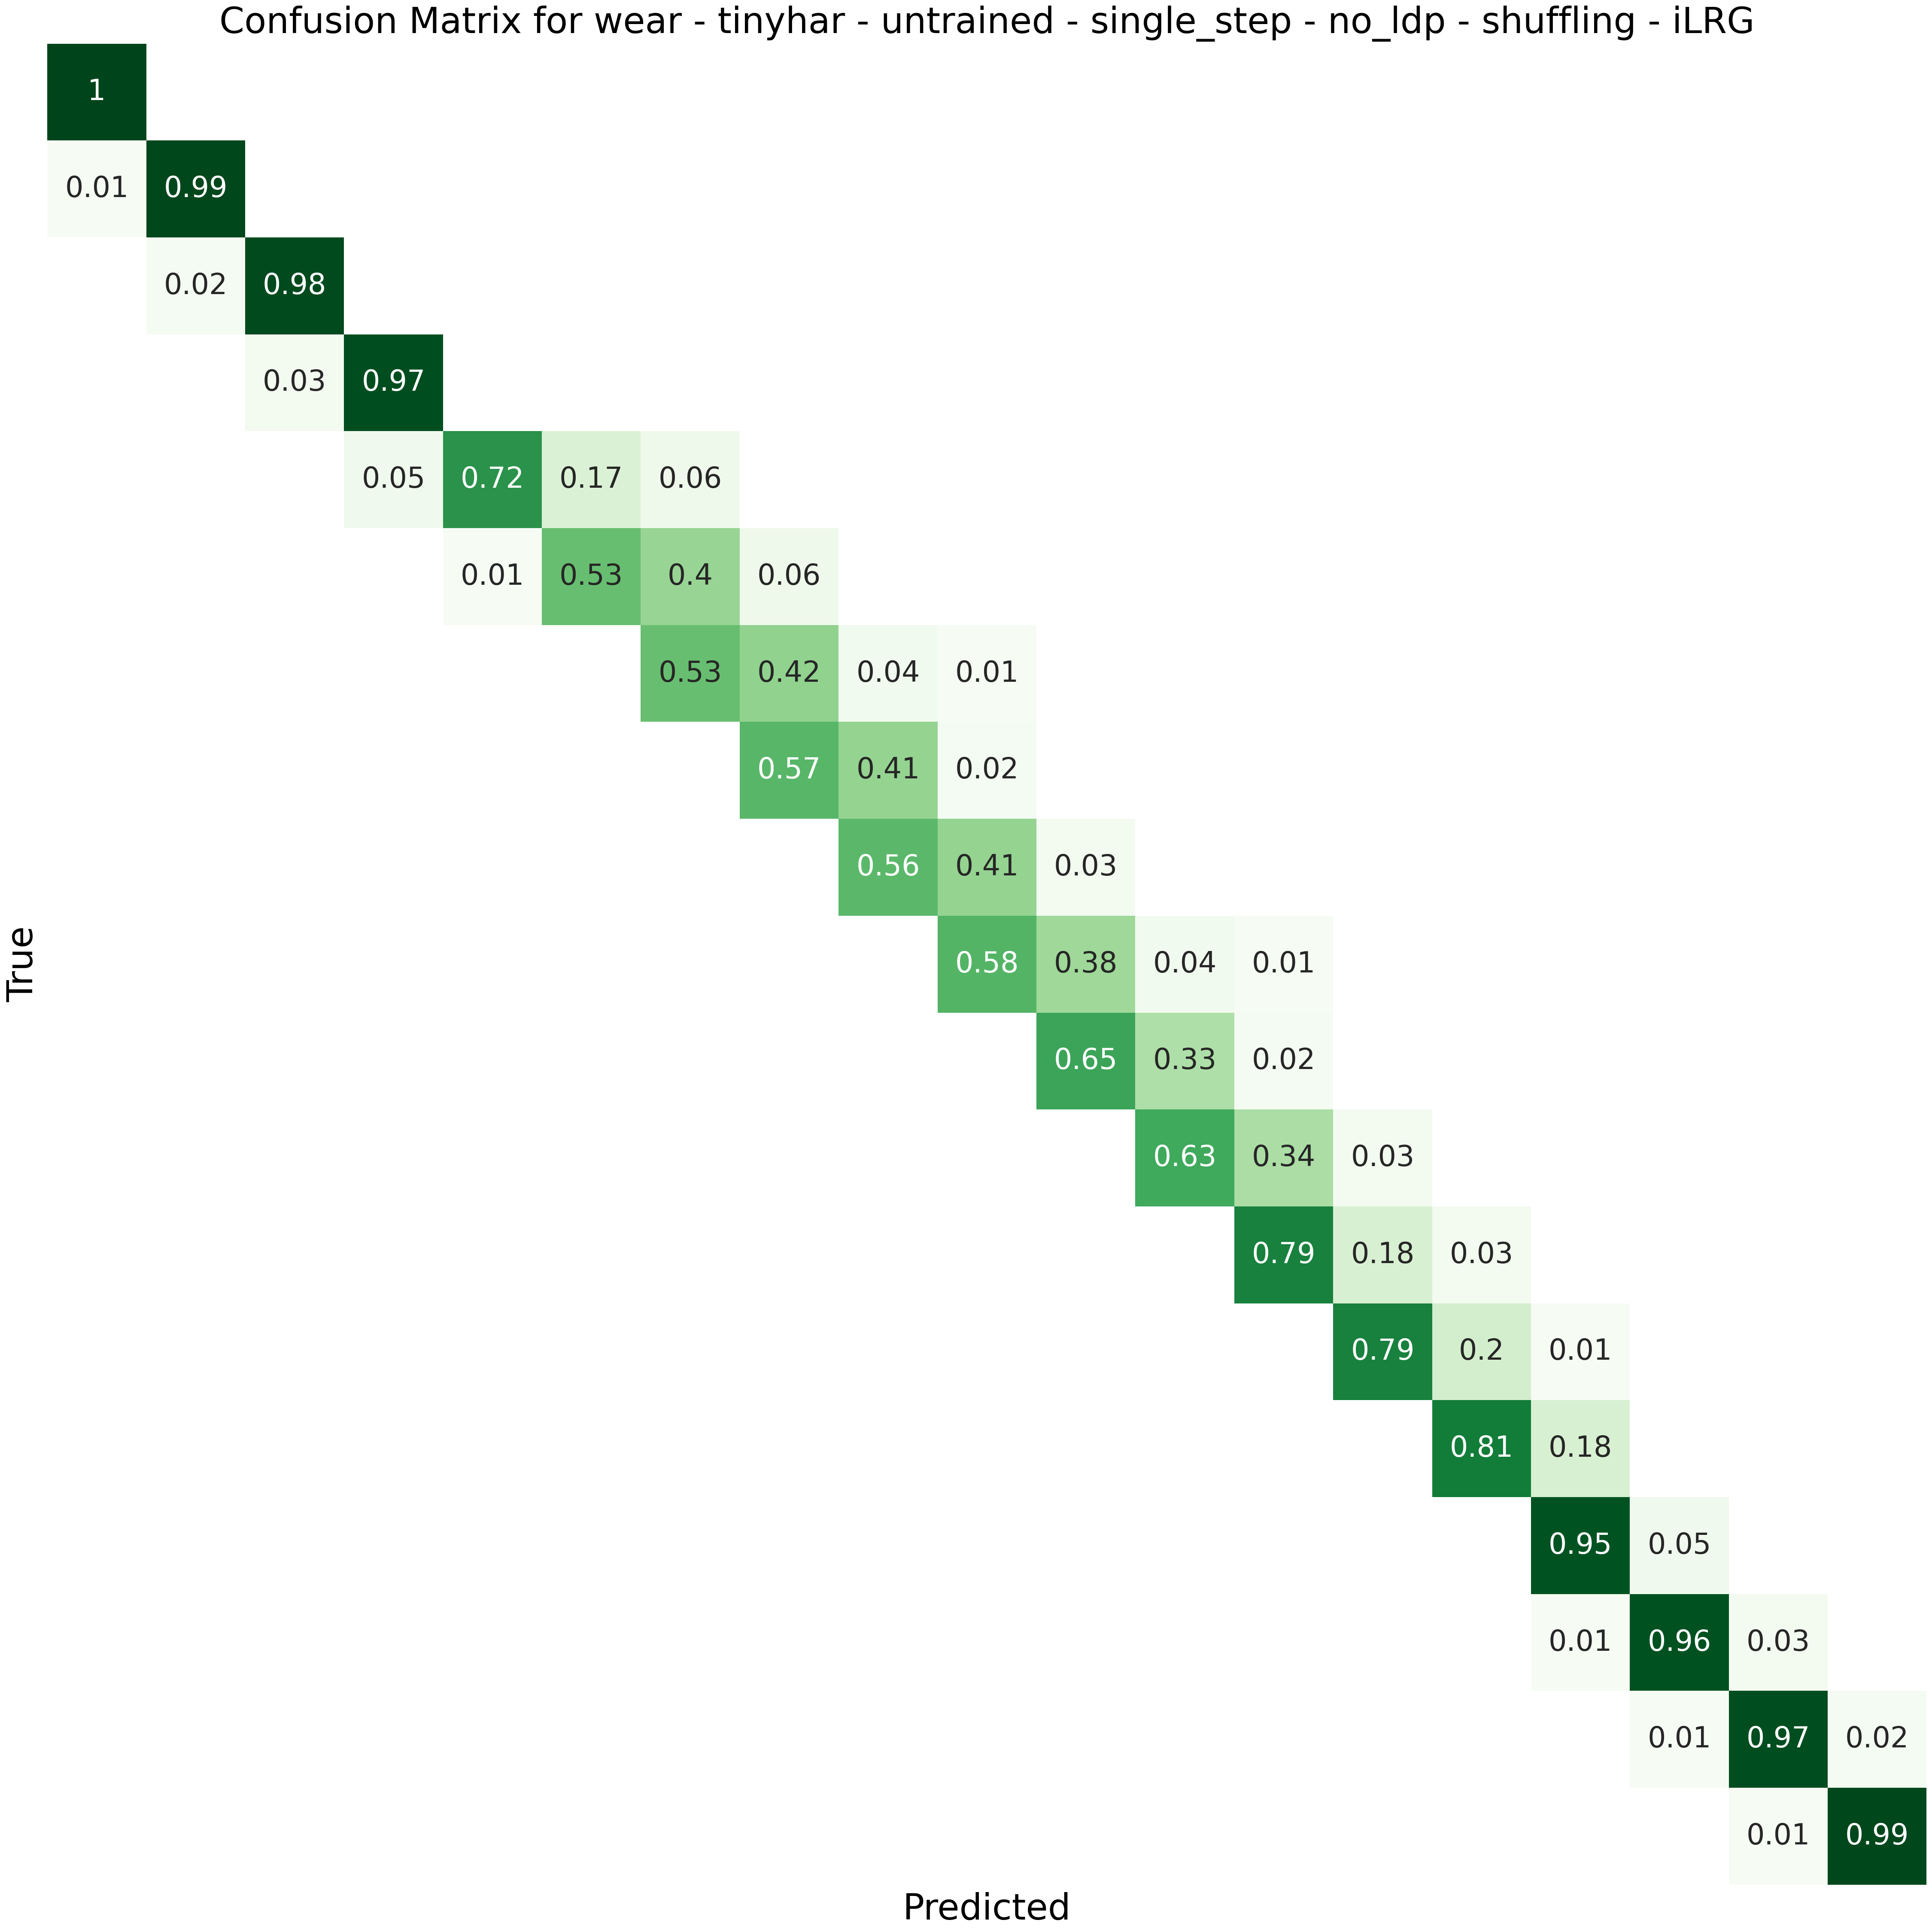 Confusion Matrix for wear - tinyhar - untrained - single_step - no_ldp - shuffling - iLRG
1
0.01 0.99
0.02 0.98
0.03 0.97
0.05 0.72 0.17 0.06
0.01 0.53 0.4 0.06
0.53 0.42 0.04 0.01
0.57 0.41 0.02
0.56 0.41 0.03
True
0.58 0.38 0.04 0.01
0.65 0.33 0.02
0.63 0.34 0.03
0.79 0.18 0.03
0.79 0.2 0.01
0.81 0.18
0.95 0.05
0.01 0.96 0.03
0.01 0.97 0.02
0.01 0.99
Predicted